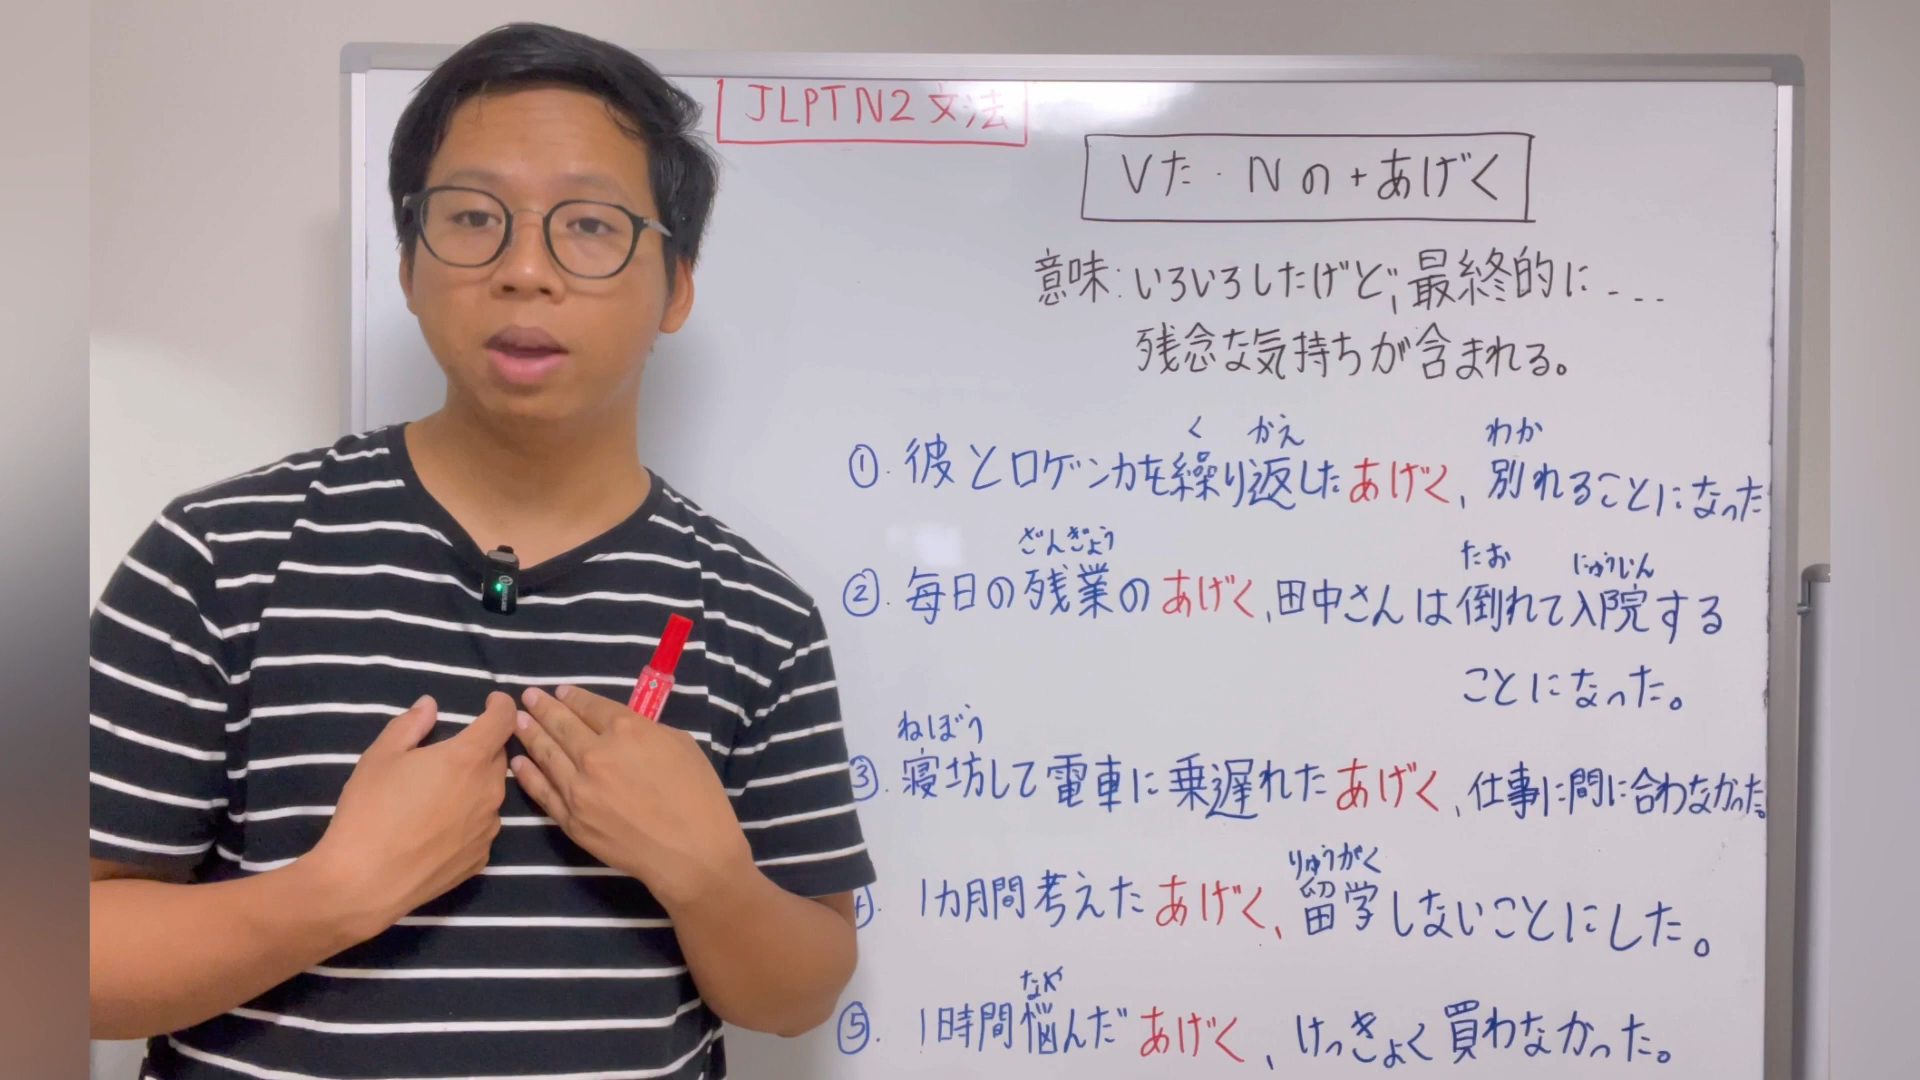 JLPTN2文法
Vた・Nの+あげく
意味:いろいろしたけど、最終的に...
残念な気持ちが含まれる。
く かえ わか
①.彼と口ゲンカを繰り返したあげく、別れることになった
ざんぎょう たお にゅういん
②.毎日の残業のあげく、田中さんは倒れて入院する
ことになった。
ねぼう
③.寝坊して電車に乗遅れたあげく、仕事に間に合わなかった。
りゅうがく
④.1カ月間考えたあげく、留学しないことにした。
なや
⑤.1時間悩んだあげく、けっきょく買わなかった。